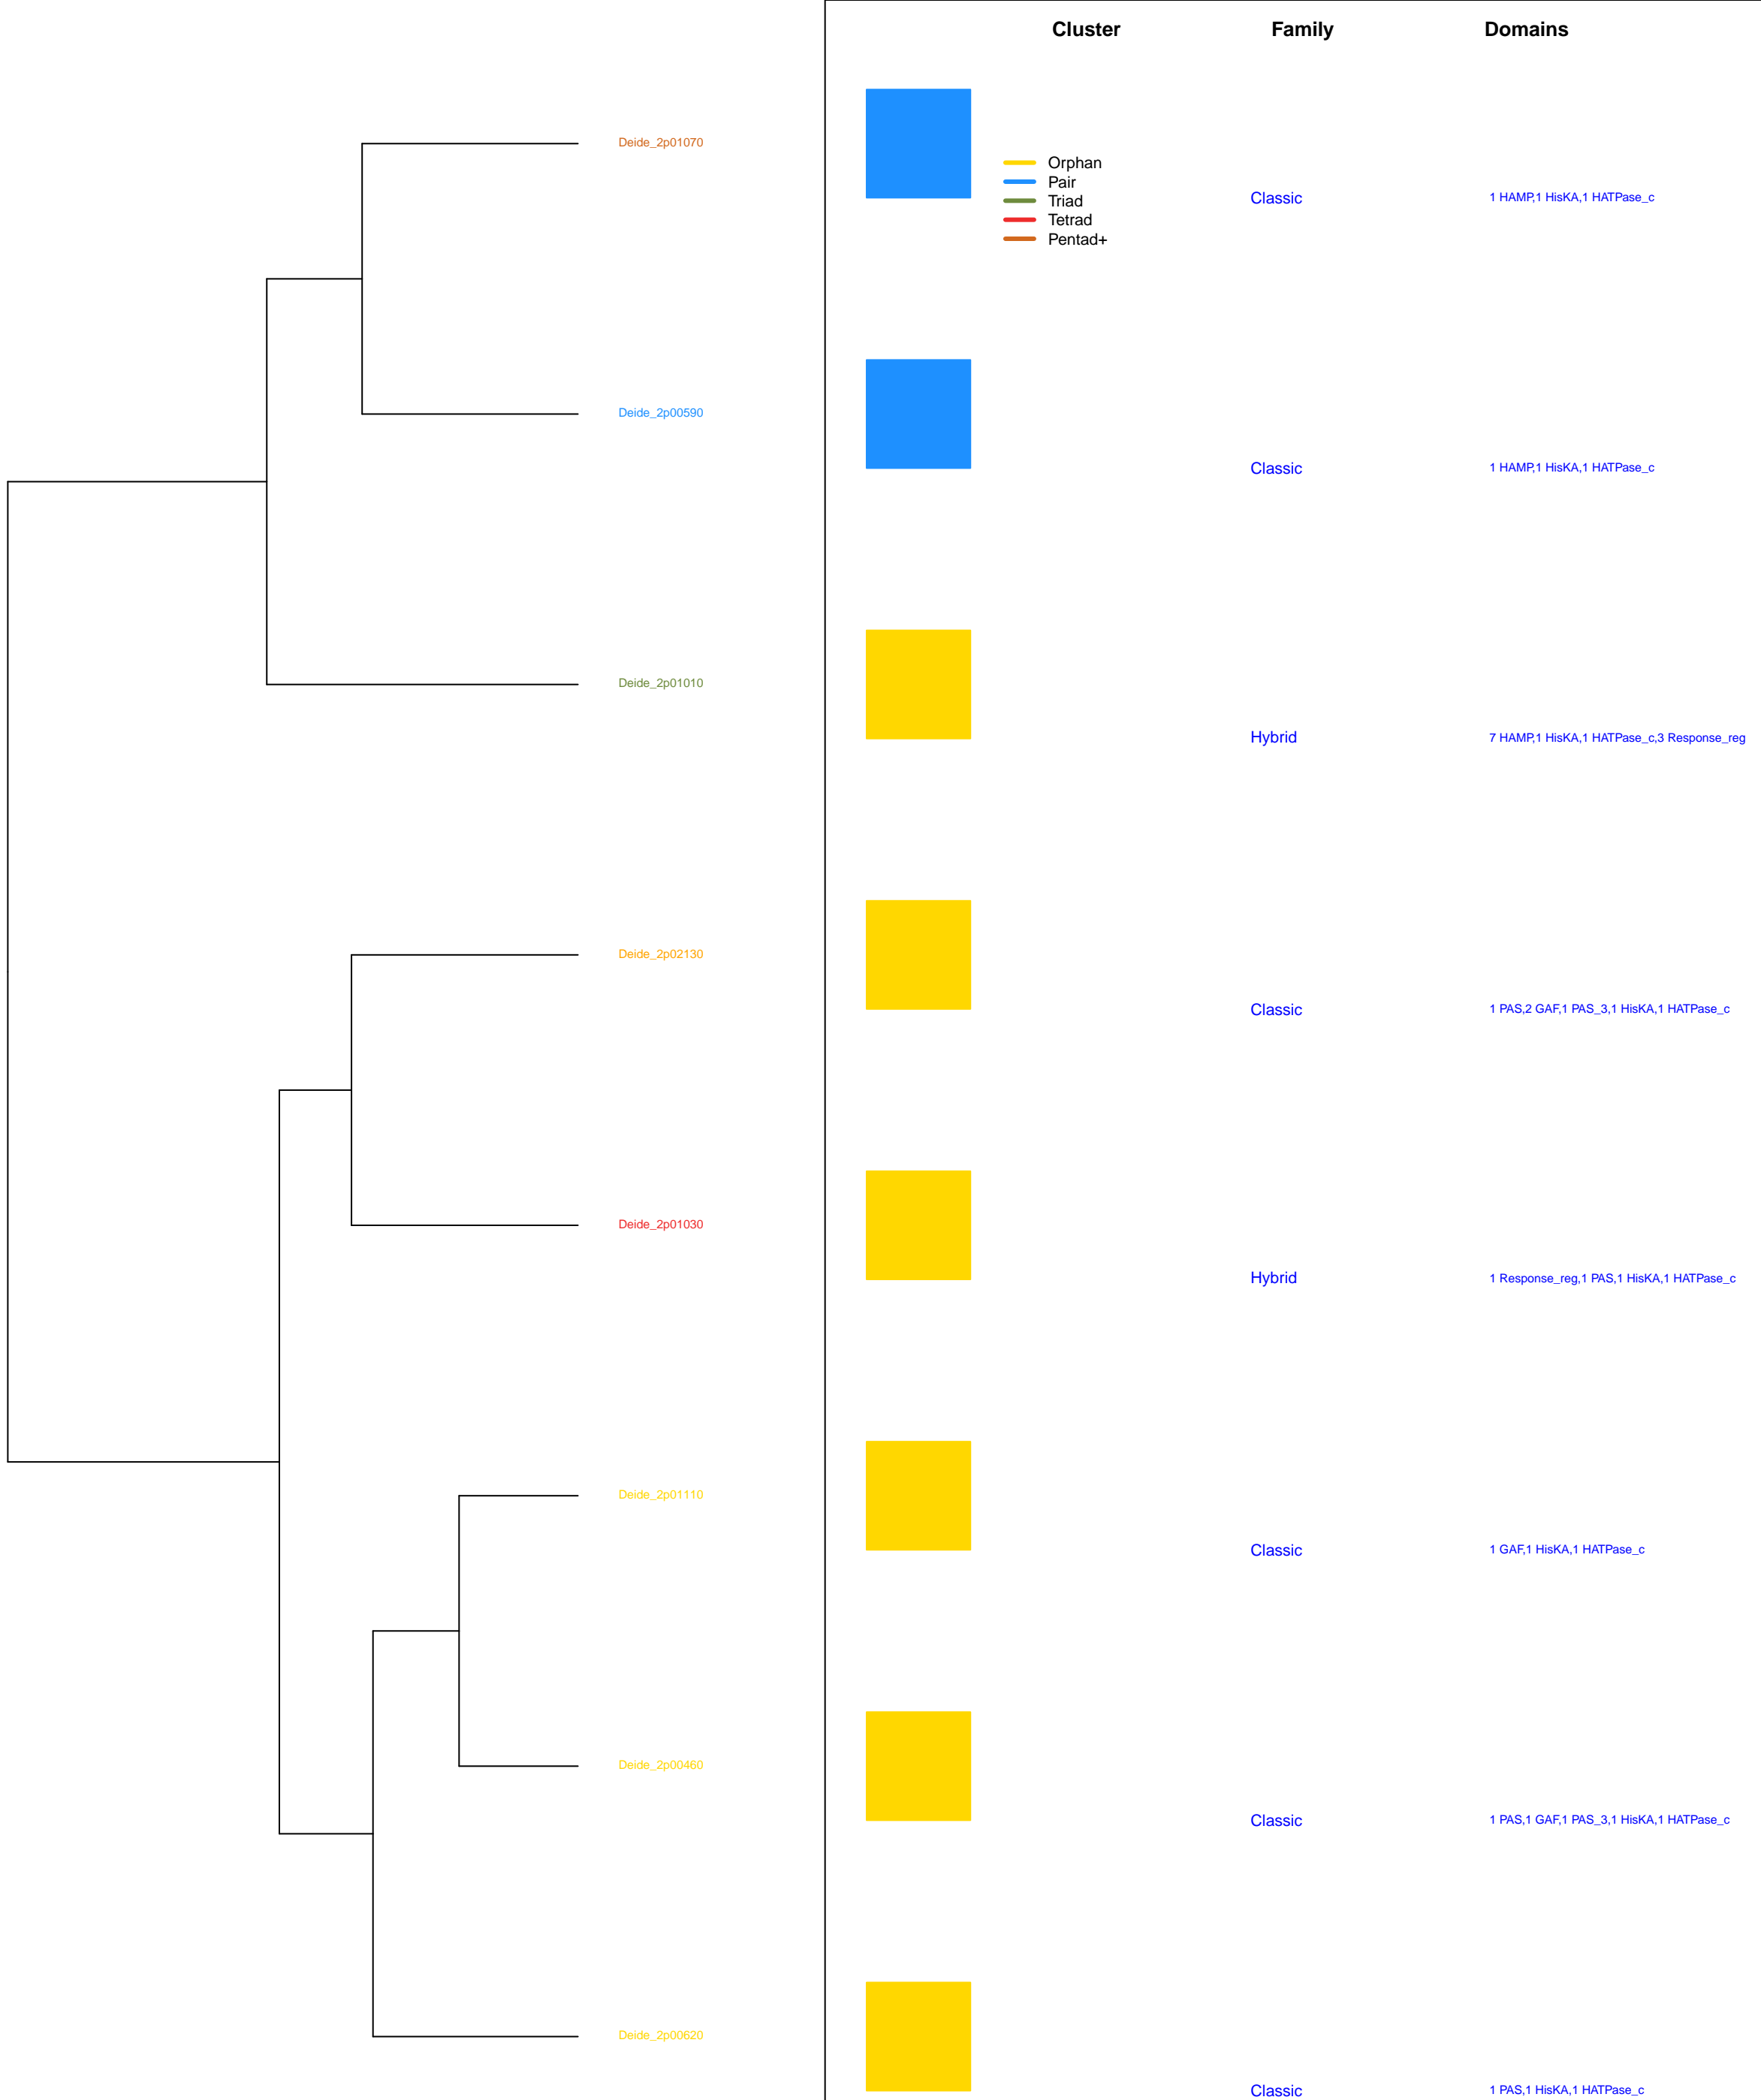 Cluster Family Domains
Deide_2p01070
Orphan
Pair
Triad
Tetrad
Pentad+
Classic 1 HAMP,1 HisKA,1 HATPase_c
Deide_2p00590
Classic 1 HAMP,1 HisKA,1 HATPase_c
Deide_2p01010
Hybrid 7 HAMP,1 HisKA,1 HATPase_c,3 Response_reg
Deide_2p02130
Classic 1 PAS,2 GAF,1 PAS_3,1 HisKA,1 HATPase_c
Deide_2p01030
Hybrid 1 Response_reg,1 PAS,1 HisKA,1 HATPase_c
Deide_2p01110
Classic 1 GAF,1 HisKA,1 HATPase_c
Deide_2p00460
Classic 1 PAS,1 GAF,1 PAS_3,1 HisKA,1 HATPase_c
Deide_2p00620
Classic 1 PAS,1 HisKA,1 HATPase_c